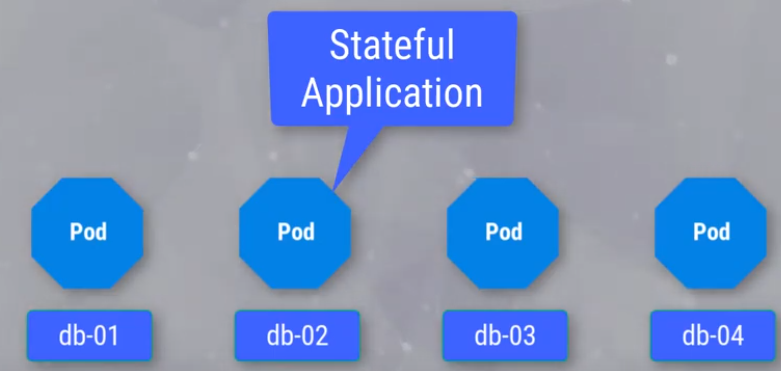 Stateful
Application
Pod
Pod
Pod
Pod
db-01
db-02
db-03
db-04